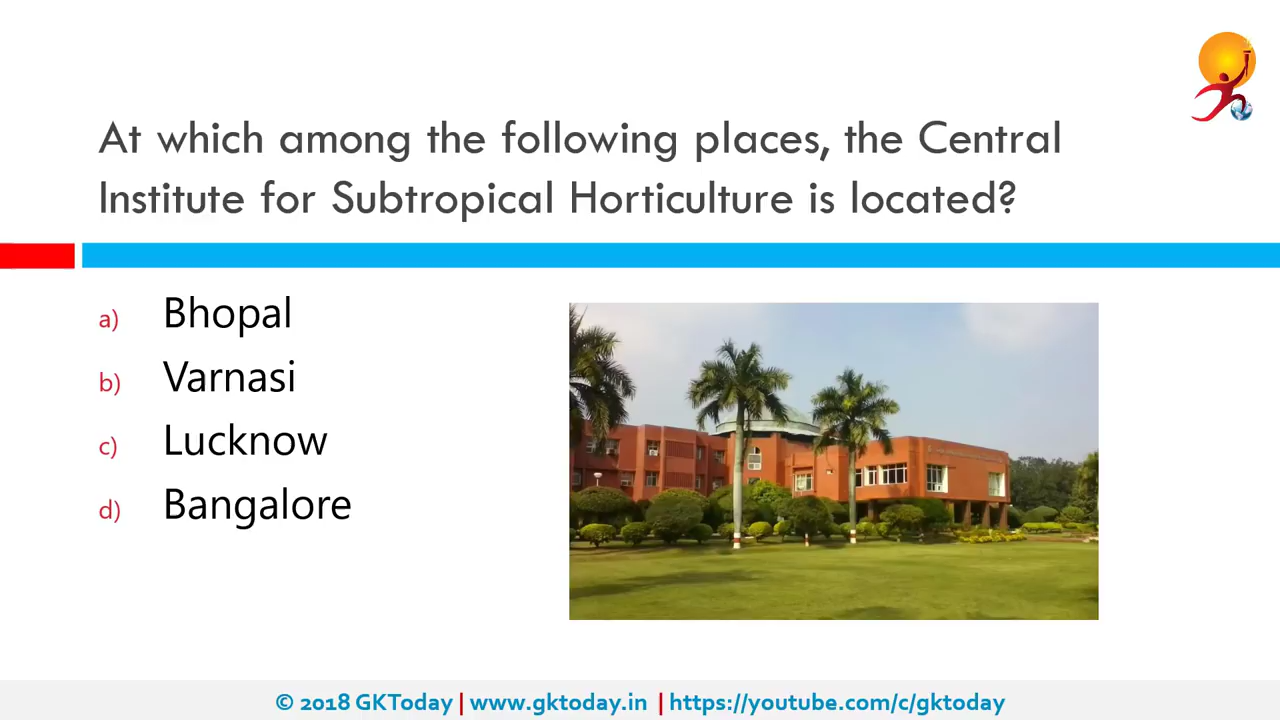 At which among the following places, the Central
Institute for Subtropical Horticulture is located?
a) Bhopal
b) Varnasi
c) Lucknow
d) Bangalore
© 2018 GKToday | www.gktoday.in | https://youtube.com/c/gktoday